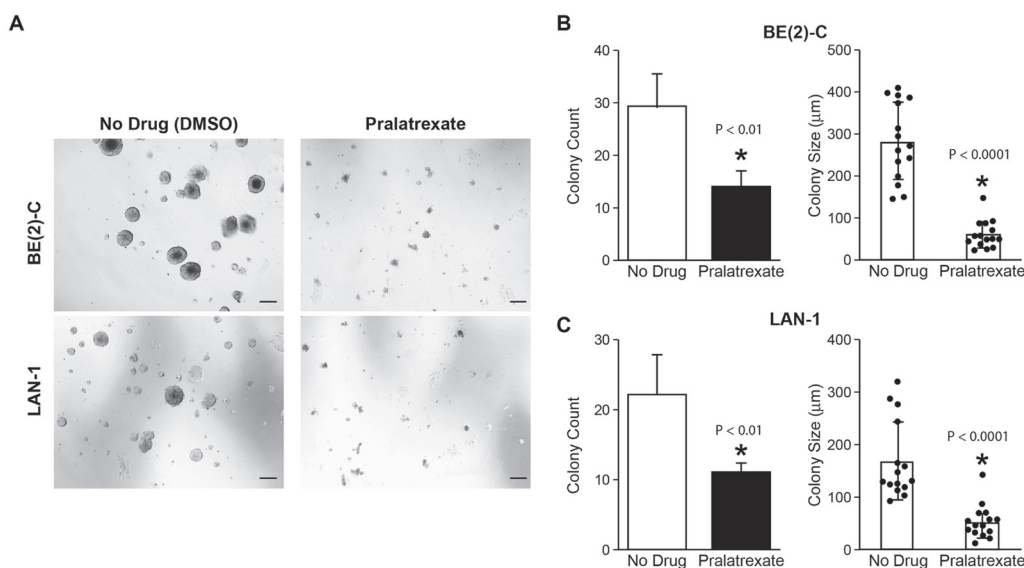 A
No Drug (DMSO)
Pralatrexate
BE(2)-C
LAN-1
B
BE(2)-C
Colony Count
40
30
20
10
0
P < 0.01
*
No Drug
Pralatrexate
Colony Size (μm)
500
400
300
200
100
0
P < 0.0001
*
No Drug
Pralatrexate
C
LAN-1
Colony Count
30
20
10
0
P < 0.01
*
No Drug
Pralatrexate
Colony Size (μm)
400
300
200
100
0
P < 0.0001
*
No Drug
Pralatrexate